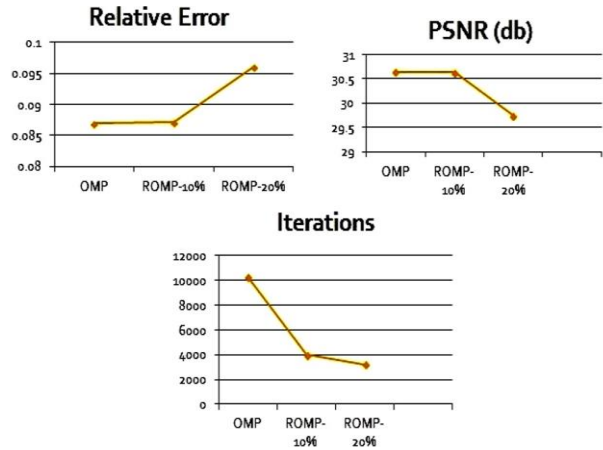 Relative Error
0.1
0.095
0.09
0.085
0.08
OMP ROMP-10% ROMP-20%
PSNR (db)
31
30.5
30
29.5
29
OMP ROMP-10% ROMP-20%
Iterations
12000
10000
8000
6000
4000
2000
0
OMP ROMP-10% ROMP-20%